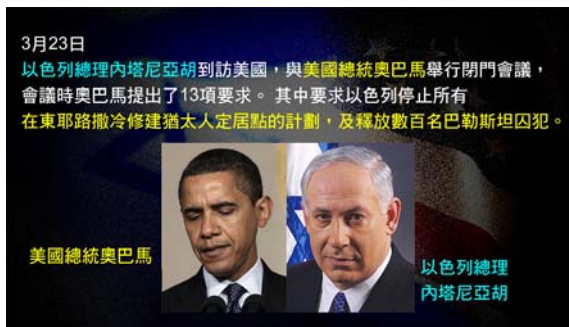 3月23日
以色列總理內塔尼亞胡到訪美國，與美國總統奧巴馬舉行閉門會議，
會議時奧巴馬提出了13項要求。 其中要求以色列停止所有
在東耶路撒冷修建猶太人定居點的計劃，及釋放數百名巴勒斯坦囚犯。
美國總統奧巴馬
以色列總理
內塔尼亞胡